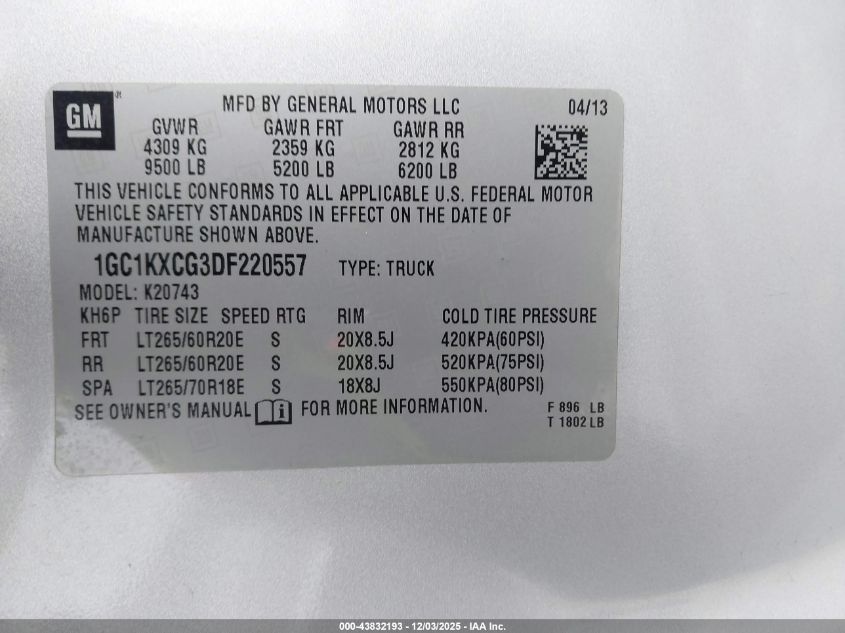 GM
MFD BY GENERAL MOTORS LLC 04/13
GVWR GAWR FRT GAWR RR
4309 KG 2359 KG 2812 KG
9500 LB 5200 LB 6200 LB
THIS VEHICLE CONFORMS TO ALL APPLICABLE U.S. FEDERAL MOTOR
VEHICLE SAFETY STANDARDS IN EFFECT ON THE DATE OF
MANUFACTURE SHOWN ABOVE.
1GC1KXCG3DF220557 TYPE: TRUCK
MODEL: K20743
KH6P TIRE SIZE SPEED RTG RIM COLD TIRE PRESSURE
FRT LT265/60R20E S 20X8.5J 420KPA(60PSI)
RR LT265/60R20E S 20X8.5J 520KPA(75PSI)
SPA LT265/70R18E S 18X8J 550KPA(80PSI)
SEE OWNER'S MANUAL i FOR MORE INFORMATION.
F 896 LB
T 1802 LB
000-43832193 - 12/03/2025 - IAA Inc.